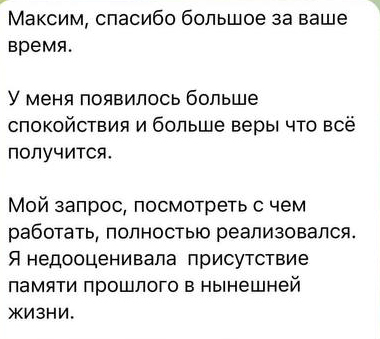 Максим, спасибо большое за ваше
время.
У меня появилось больше
спокойствия и больше веры что всё
получится.
Мой запрос, посмотреть с чем
работать, полностью реализовался.
Я недооценивала  присутствие
памяти прошлого в нынешней
жизни.